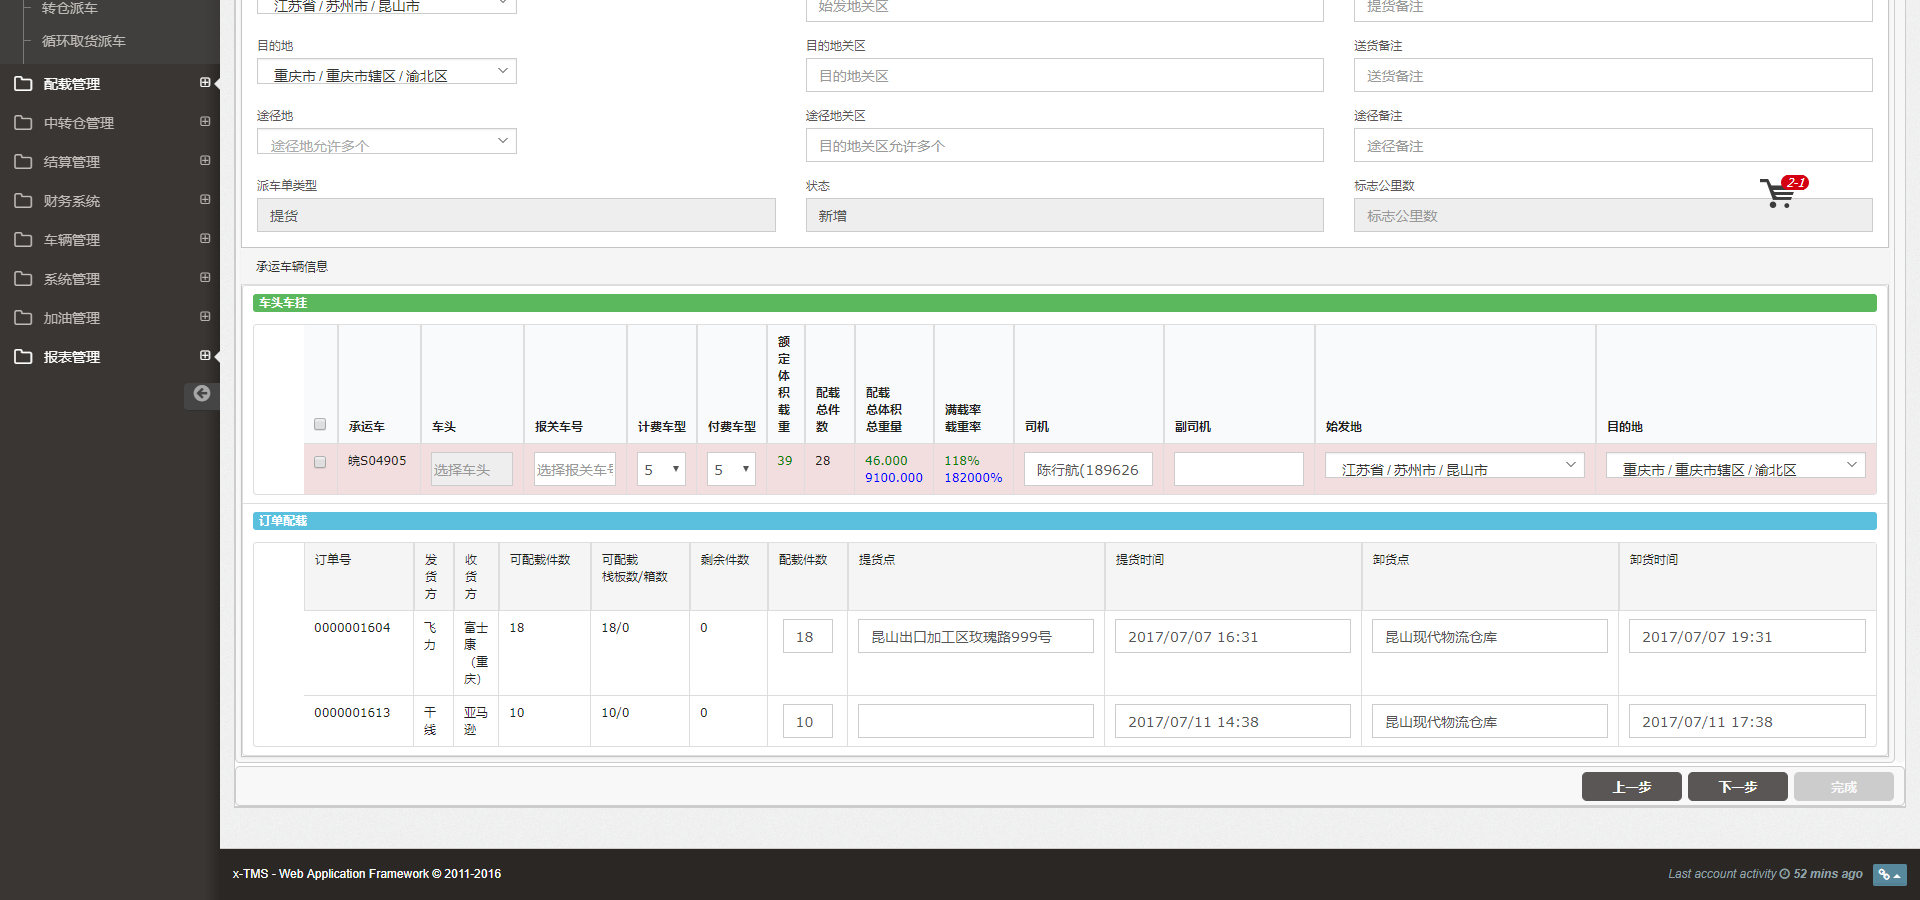 转仓派车
循环取货派车
配载管理
中转仓管理
结算管理
财务系统
车辆管理
系统管理
加油管理
报表管理
江苏省 / 苏州市 / 昆山市
始发地关区
提货备注
目的地
目的地关区
送货备注
重庆市 / 重庆市辖区 / 渝北区
目的地关区
送货备注
途径地
途径地关区
途径备注
途径地允许多个
目的地关区允许多个
途径备注
派车单类型
状态
标志公里数
2-1
提货
新增
标志公里数
承运车辆信息
车头车挂
承运车
车头
报关车号
计费车型
付费车型
额
定
体
积
载
重
配载
总件
数
配载
总体积
总重量
满载率
载重率
司机
副司机
始发地
目的地
皖S04905
选择车头
选择报关车号
5
5
39
28
46.000
9100.000
118%
182000%
陈行航(189626
江苏省 / 苏州市 / 昆山市
重庆市 / 重庆市辖区 / 渝北区
订单配载
订单号
发
货
方
收
货
方
可配载件数
可配载
栈板数/箱数
剩余件数
配载件数
提货点
提货时间
卸货点
卸货时间
0000001604
飞
力
富士
康
（重
庆）
18
18/0
0
18
昆山出口加工区玫瑰路999号
2017/07/07 16:31
昆山现代物流仓库
2017/07/07 19:31
0000001613
干
线
亚马
逊
10
10/0
0
10
2017/07/11 14:38
昆山现代物流仓库
2017/07/11 17:38
上一步
下一步
完成
x-TMS - Web Application Framework © 2011-2016
Last account activity 52 mins ago